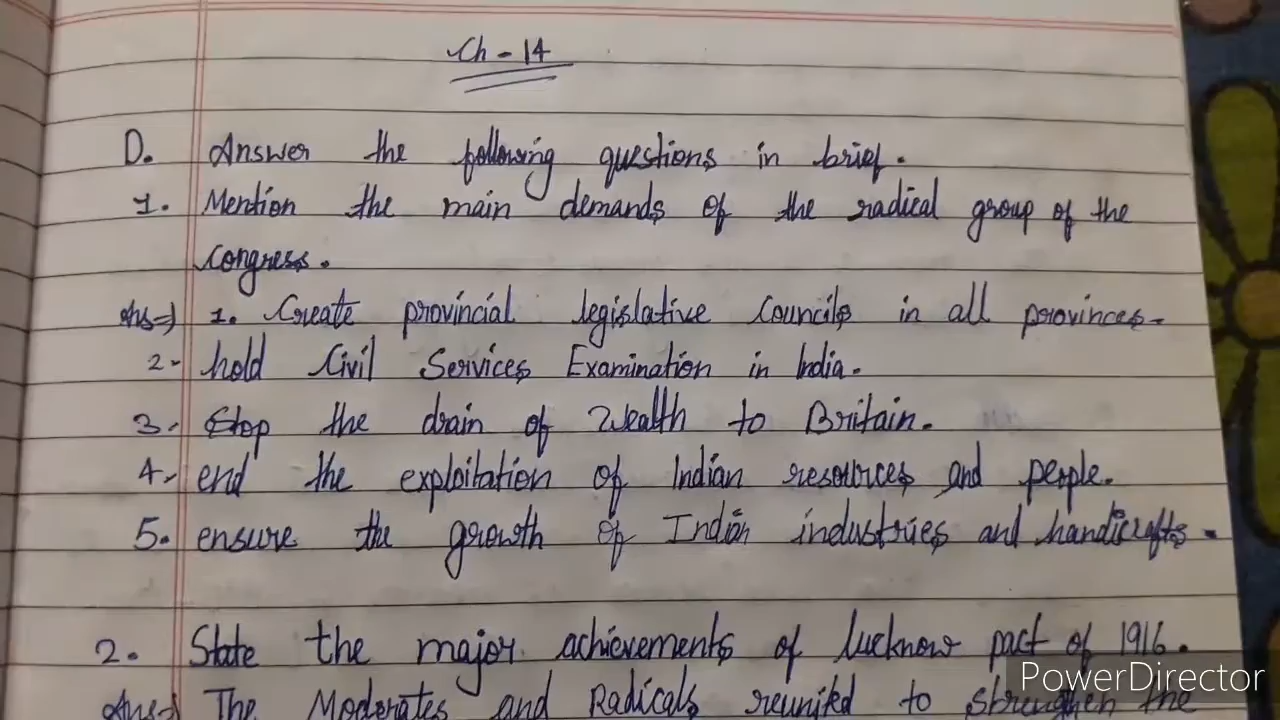 Ch - 14
D. Answer the following questions in brief.
1. Mention the main demands of the radical group of the
congress.
Ans⇒ 1. Create provincial legislative Councils in all provinces.
2. hold Civil Services Examination in India.
3. Stop the drain of Wealth to Britain.
4. end the exploitation of Indian resources and people.
5. ensure the growth of Indian industries and handicrafts.
2. State the major achievements of lucknow pact of 1916.
Ans⇒ The Moderates and Radicals reunited to strengthen the
PowerDirector